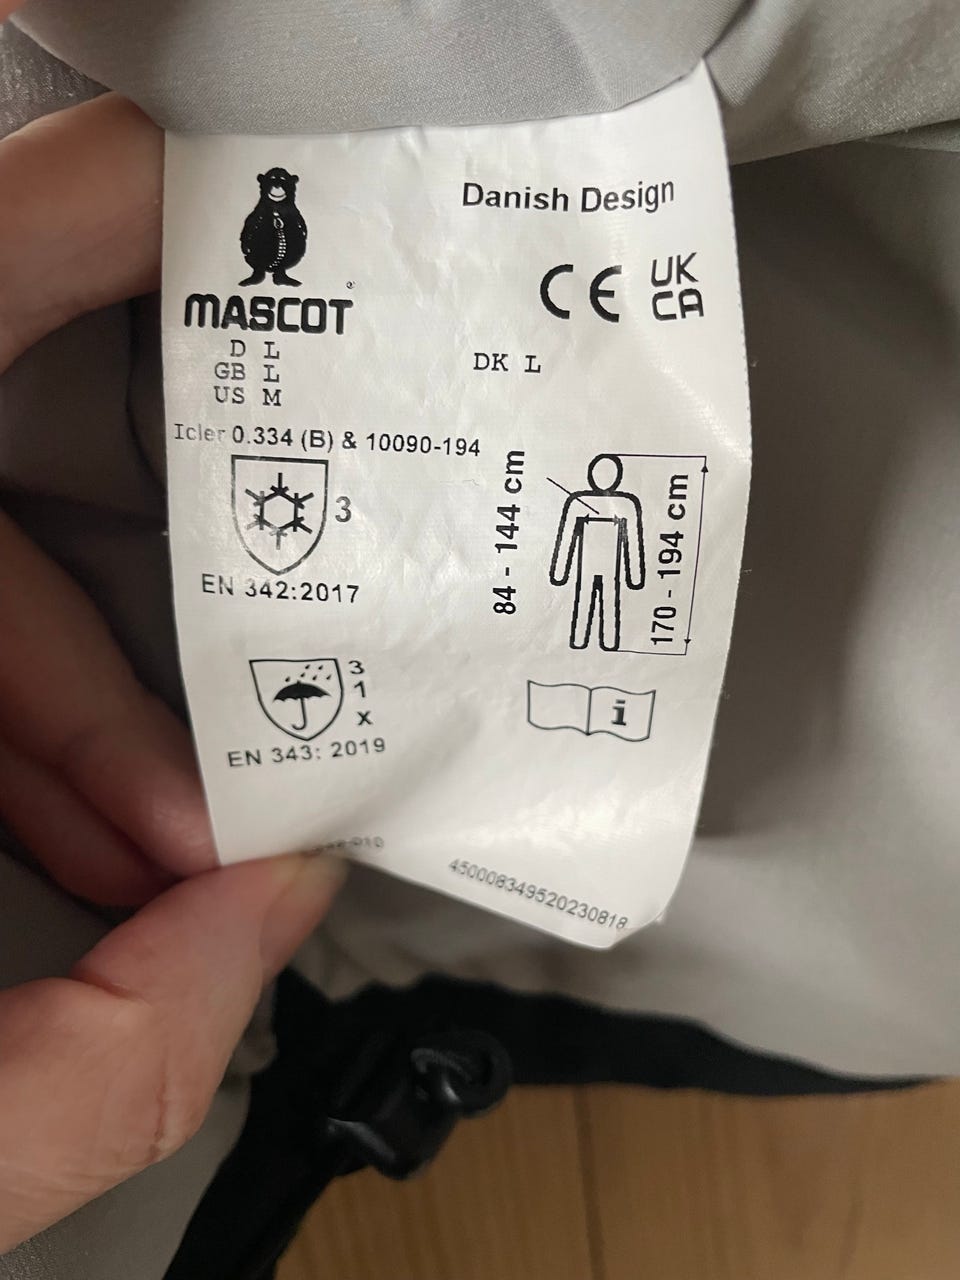 Danish Design
MASCOT
CE UK CA
D L
GB L
US M
DK L
Icler 0.334 (B) & 10090-194
3
EN 342:2017
84 - 144 cm
170 - 194 cm
3
1
x
EN 343: 2019
i
450008349520230818